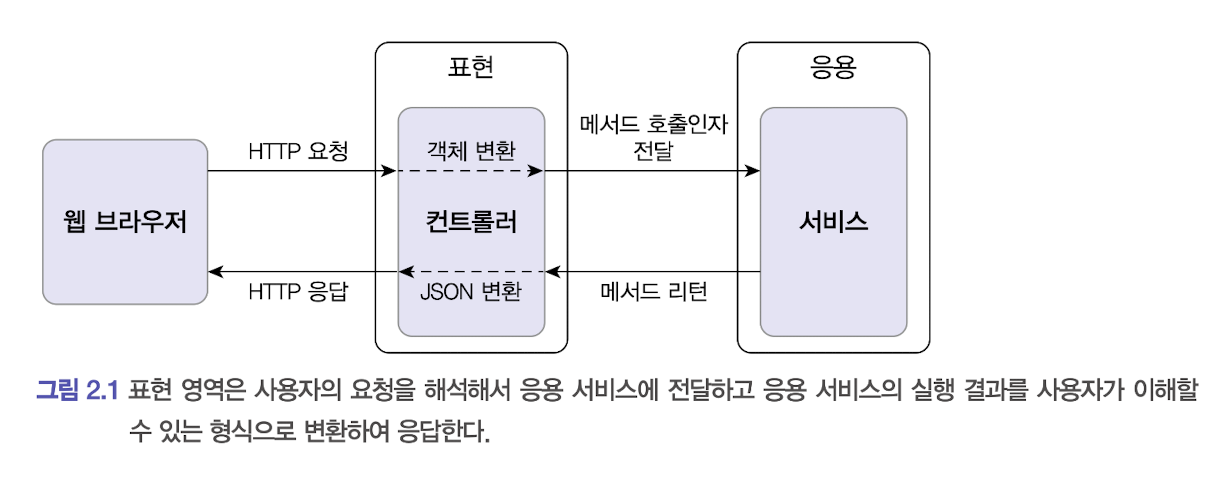 표현
응용
메서드 호출인자
전달
HTTP 요청
객체 변환
웹 브라우저
컨트롤러
서비스
HTTP 응답
JSON 변환
메서드 리턴
그림 2.1 표현 영역은 사용자의 요청을 해석해서 응용 서비스에 전달하고 응용 서비스의 실행 결과를 사용자가 이해할
수 있는 형식으로 변환하여 응답한다.